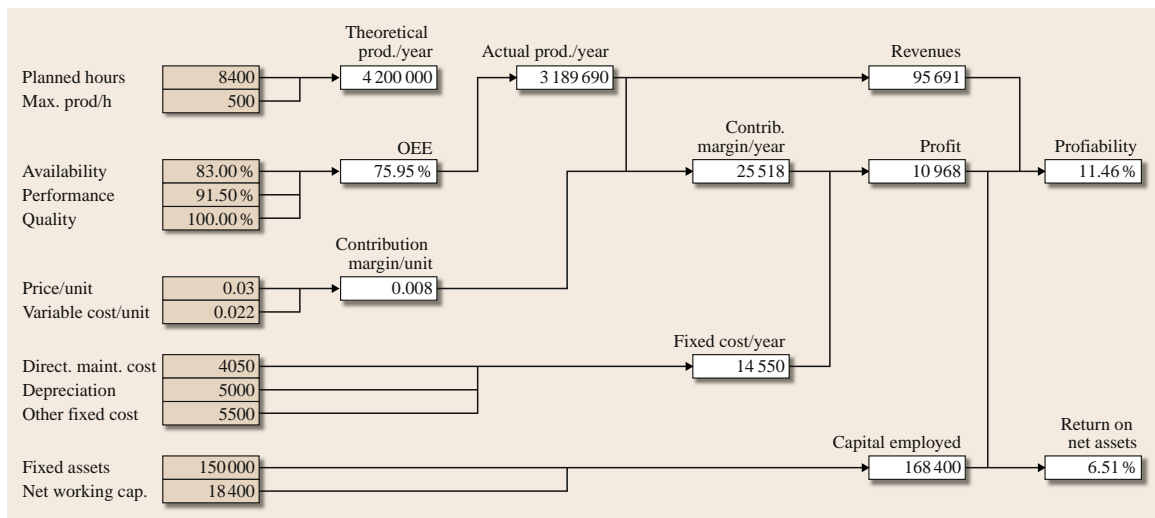 Theoretical
prod./year
Actual prod./year
Revenues
Planned hours 8400 4 200 000 3 189 690 95 691
Max. prod/h 500
OEE
Contrib.
margin/year
Profit
Profiability
Availability 83.00 % 75.95 % 25 518 10 968 11.46 %
Performance 91.50 %
Quality 100.00 %
Contribution
margin/unit
Price/unit 0.03 0.008
Variable cost/unit 0.022
Fixed cost/year
Direct. maint. cost 4050 14 550
Depreciation 5000
Other fixed cost 5500
Capital employed
Return on
net assets
Fixed assets 150 000 168 400 6.51 %
Net working cap. 18 400